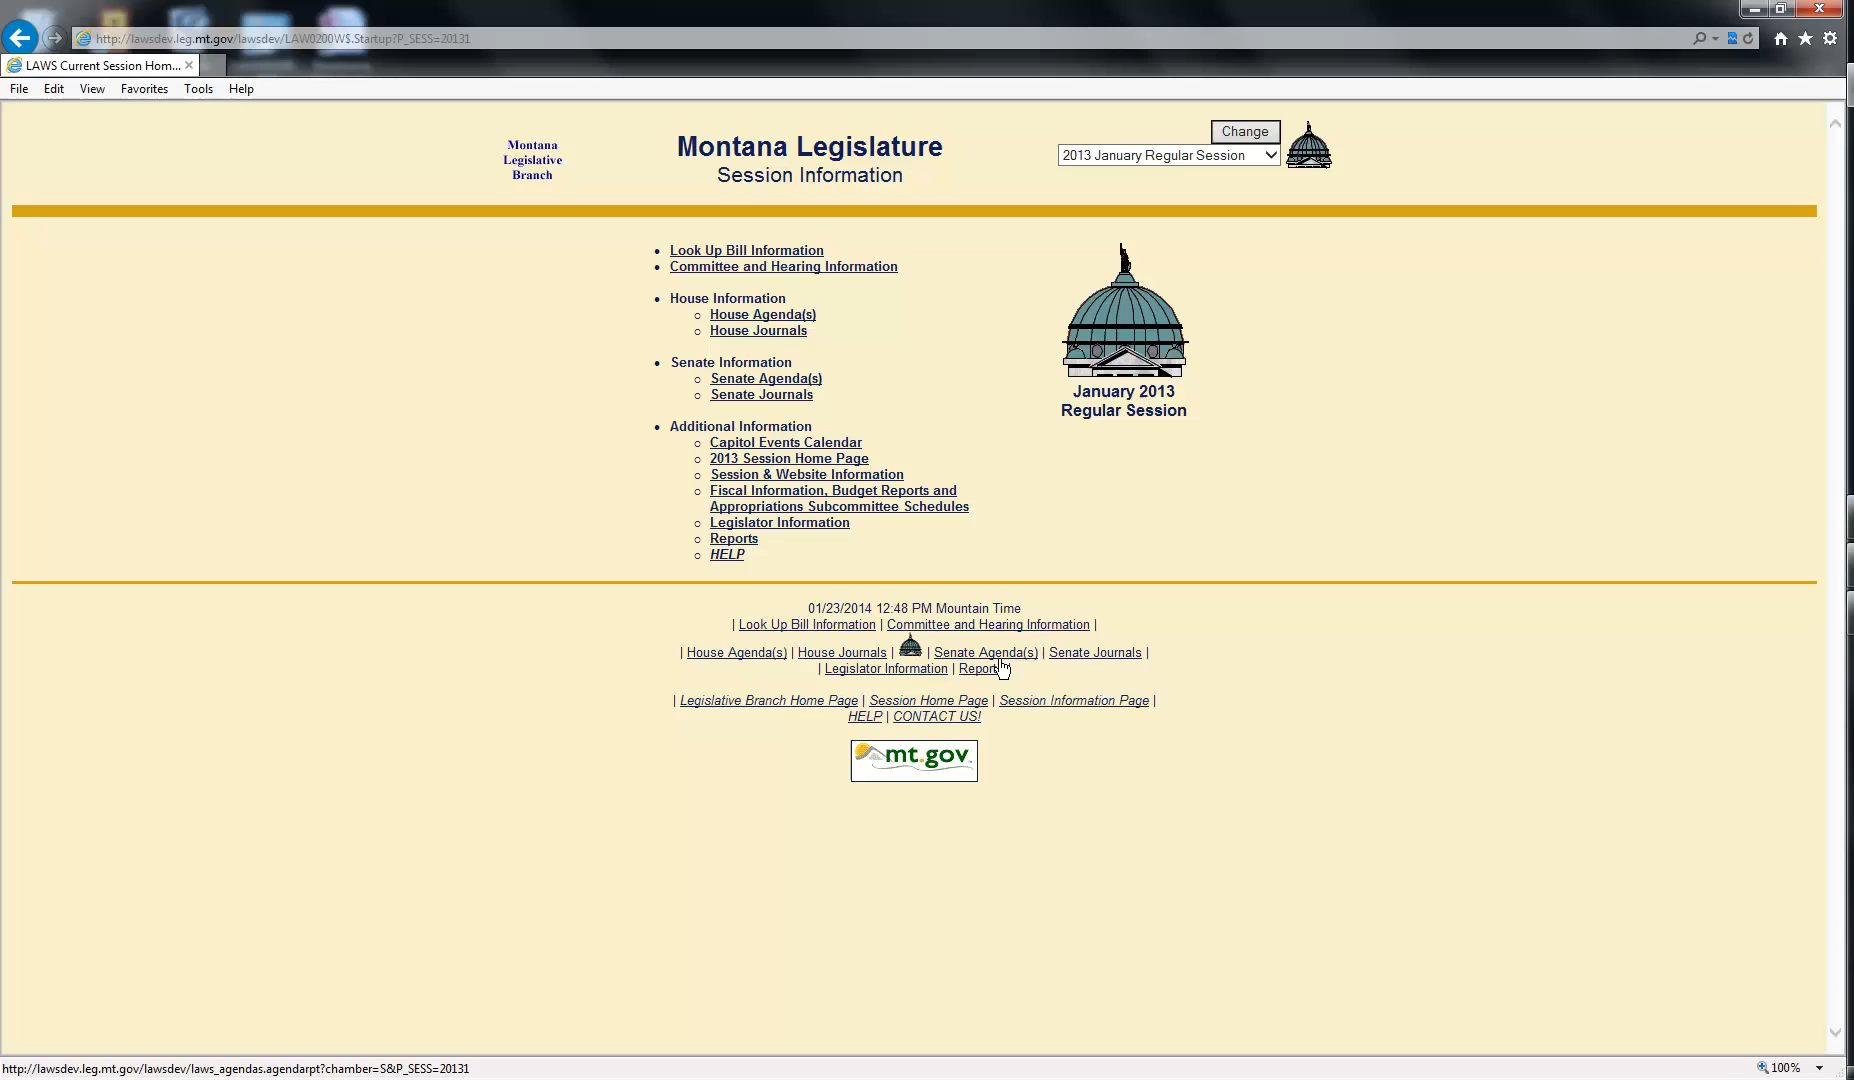 http://lawsdev.leg.mt.gov/lawsdev/LAW0200W$.Startup?P_SESS=20131
LAWS Current Session Hom...
File Edit View Favorites Tools Help
Montana
Legislative
Branch
Montana Legislature
Session Information
Change
2013 January Regular Session
Look Up Bill Information
Committee and Hearing Information
House Information
House Agenda(s)
House Journals
Senate Information
Senate Agenda(s)
Senate Journals
Additional Information
Capitol Events Calendar
2013 Session Home Page
Session & Website Information
Fiscal Information, Budget Reports and
Appropriations Subcommittee Schedules
Legislator Information
Reports
HELP
January 2013
Regular Session
01/23/2014 12:48 PM Mountain Time
| Look Up Bill Information | Committee and Hearing Information |
| House Agenda(s) | House Journals | | Senate Agenda(s) | Senate Journals |
| Legislator Information | Reports
| Legislative Branch Home Page | Session Home Page | Session Information Page |
HELP | CONTACT US!
mt.gov
http://lawsdev.leg.mt.gov/lawsdev/laws_agendas.agendarpt?chamber=S&P_SESS=20131
100%